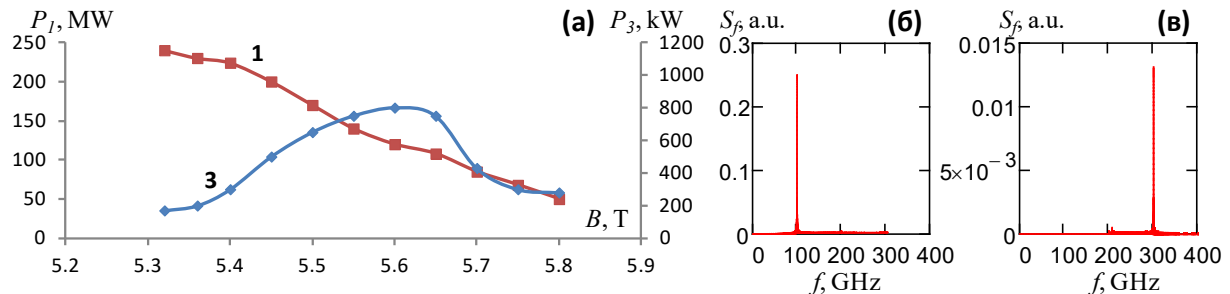 P₁, MW (а) P₃, kW
250
200
150
100
50
0
1
3
B, T
1200
1000
800
600
400
200
0
5.2 5.3 5.4 5.5 5.6 5.7 5.8 5.9
S_f, a.u. (б)
0.3
0.2
0.1
0
0 100 200 300 400
f, GHz
S_f, a.u. (в)
0.015
0.01
5×10⁻³
0
0 100 200 300 400
f, GHz